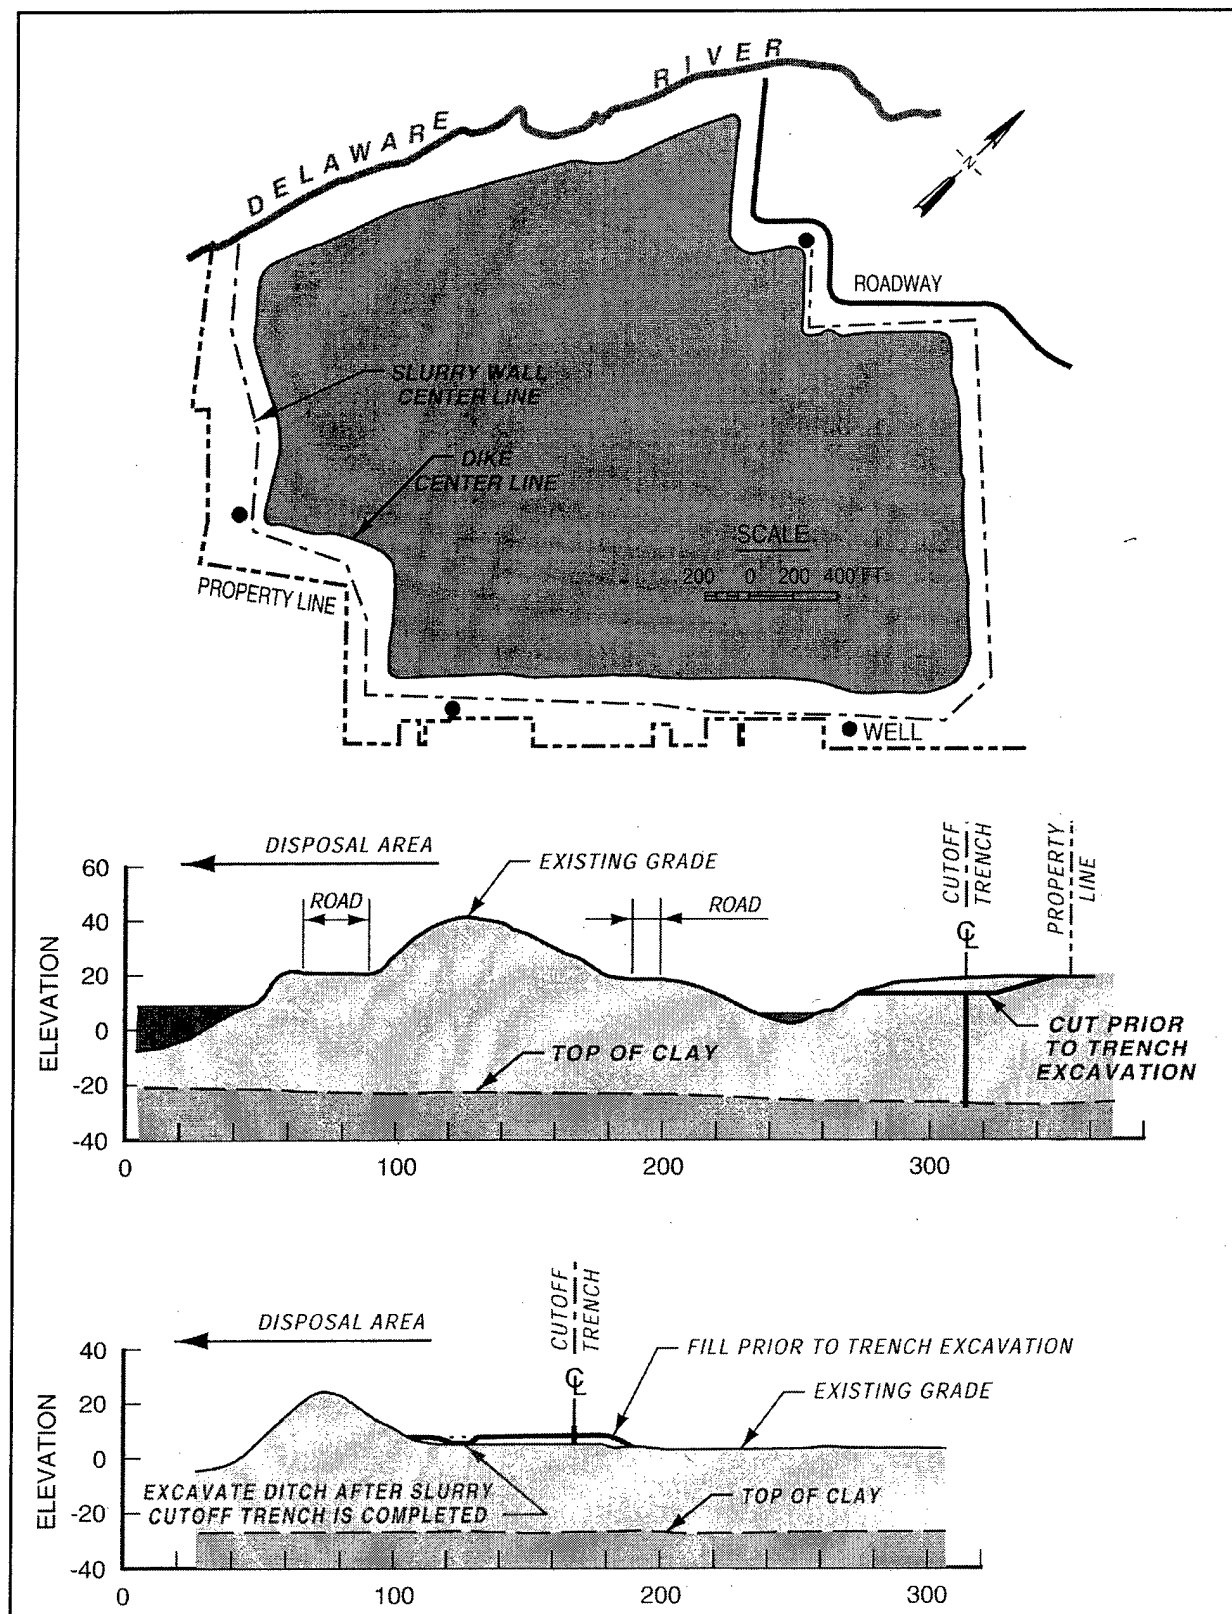 DELAWARE RIVER
N
ROADWAY
SLURRY WALL
CENTER LINE
DIKE
CENTER LINE
SCALE
200 0 200 400 FT.
PROPERTY LINE
WELL
DISPOSAL AREA
EXISTING GRADE
CUTOFF
TRENCH
PROPERTY
LINE
ROAD
ROAD
CL
ELEVATION
60
40
20
0
-20
-40
TOP OF CLAY
CUT PRIOR
TO TRENCH
EXCAVATION
0 100 200 300
DISPOSAL AREA
CUTOFF
TRENCH
FILL PRIOR TO TRENCH EXCAVATION
CL
EXISTING GRADE
ELEVATION
40
20
0
-20
-40
EXCAVATE DITCH AFTER SLURRY
CUTOFF TRENCH IS COMPLETED
TOP OF CLAY
0 100 200 300